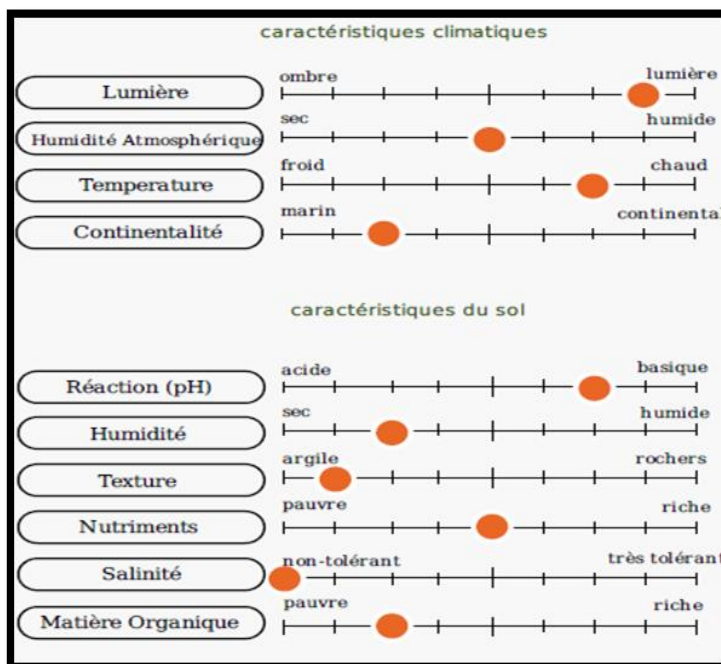 caractéristiques climatiques
Lumière ombre lumière
Humidité Atmosphérique sec humide
Temperature froid chaud
Continentalité marin continental
caractéristiques du sol
Réaction (pH) acide basique
Humidité sec humide
Texture argile rochers
Nutriments pauvre riche
Salinité non-tolérant très tolérant
Matière Organique pauvre riche